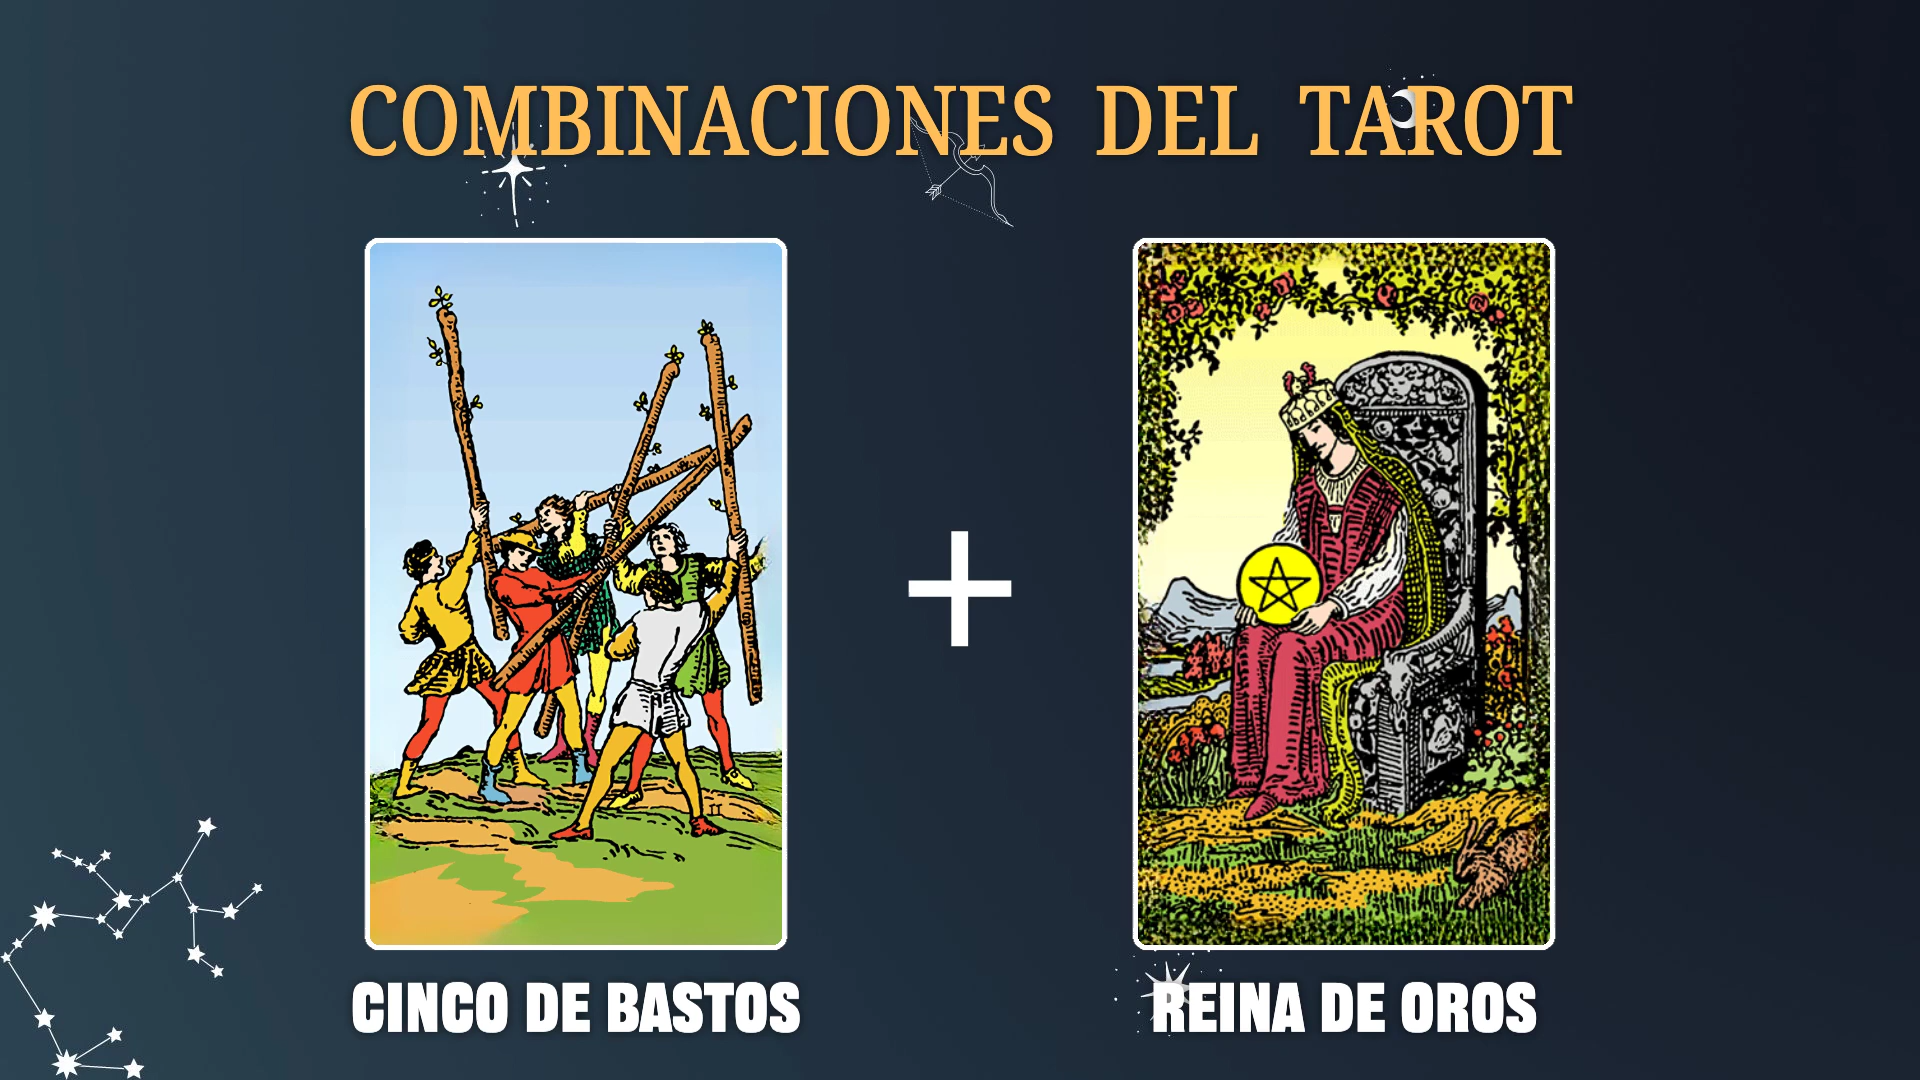 COMBINACIONES DEL TAROT
CINCO DE BASTOS
REINA DE OROS